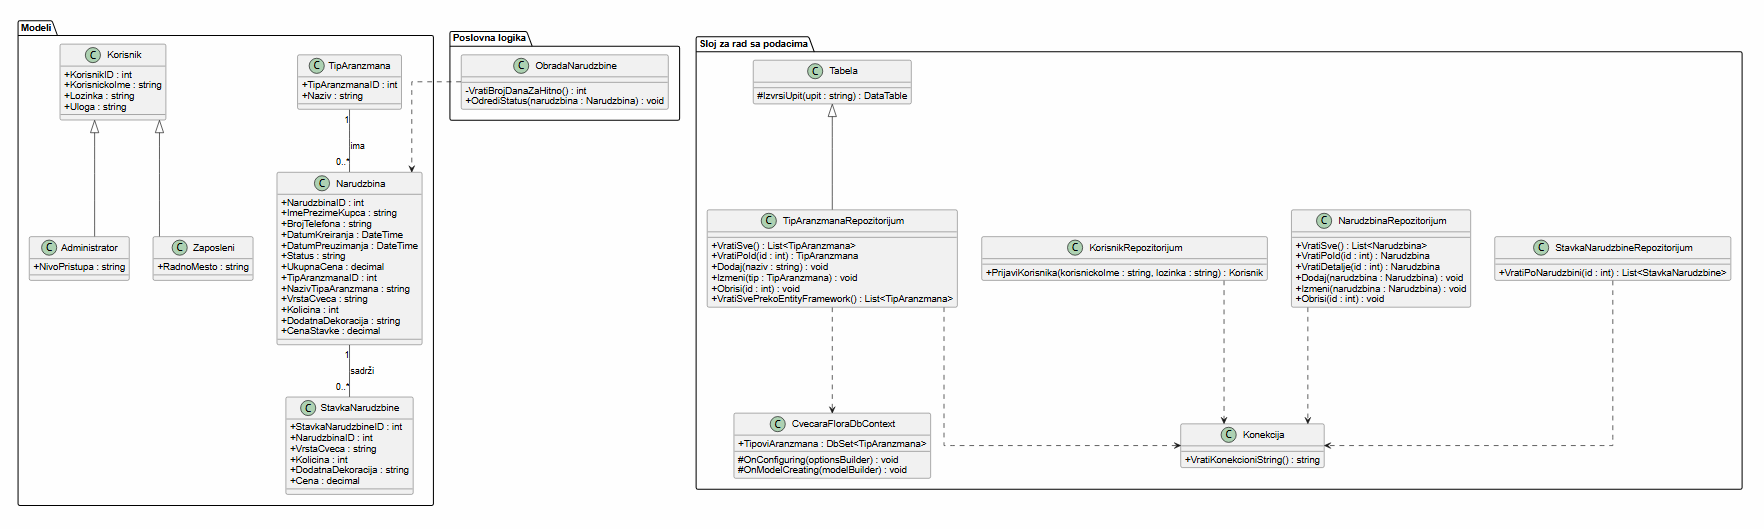 Modeli
C Korisnik
+KorisnikID : int
+KorisnickoIme : string
+Lozinka : string
+Uloga : string
C TipAranzmana
+TipAranzmanaID : int
+Naziv : string
1
ima
0..*
C Narudzbina
+NarudzbinaID : int
+ImePrezimeKupca : string
+BrojTelefona : string
+DatumKreiranja : DateTime
+DatumPreuzimanja : DateTime
+Status : string
+UkupnaCena : decimal
+TipAranzmanaID : int
+NazivTipaAranzmana : string
+VrstaCveca : string
+Kolicina : int
+DodatnaDekoracija : string
+CenaStavke : decimal
C Administrator
+NivoPristupa : string
C Zaposleni
+RadnoMesto : string
1
sadrži
0..*
C StavkaNarudzbine
+StavkaNarudzbineID : int
+NarudzbinaID : int
+VrstaCveca : string
+Kolicina : int
+DodatnaDekoracija : string
+Cena : decimal
Poslovna logika
C ObradaNarudzbine
-VratiBrojDanaZaHitno() : int
+OdrediStatus(narudzbina : Narudzbina) : void
Sloj za rad sa podacima
C Tabela
#IzvrsiUpit(upit : string) : DataTable
C TipAranzmanaRepozitorijum
+VratiSve() : List<TipAranzmana>
+VratiPoId(id : int) : TipAranzmana
+Dodaj(naziv : string) : void
+Izmeni(tip : TipAranzmana) : void
+Obrisi(id : int) : void
+VratiSvePrekoEntityFramework() : List<TipAranzmana>
C KorisnikRepozitorijum
+PrijaviKorisnika(korisnickoIme : string, lozinka : string) : Korisnik
C NarudzbinaRepozitorijum
+VratiSve() : List<Narudzbina>
+VratiPoId(id : int) : Narudzbina
+VratiDetalje(id : int) : Narudzbina
+Dodaj(narudzbina : Narudzbina) : void
+Izmeni(narudzbina : Narudzbina) : void
+Obrisi(id : int) : void
C StavkaNarudzbineRepozitorijum
+VratiPoNarudzbini(id : int) : List<StavkaNarudzbine>
C CvecaraFloraDbContext
+TipoviAranzmana : DbSet<TipAranzmana>
#OnConfiguring(optionsBuilder) : void
#OnModelCreating(modelBuilder) : void
C Konekcija
+VratiKonekcioniString() : string